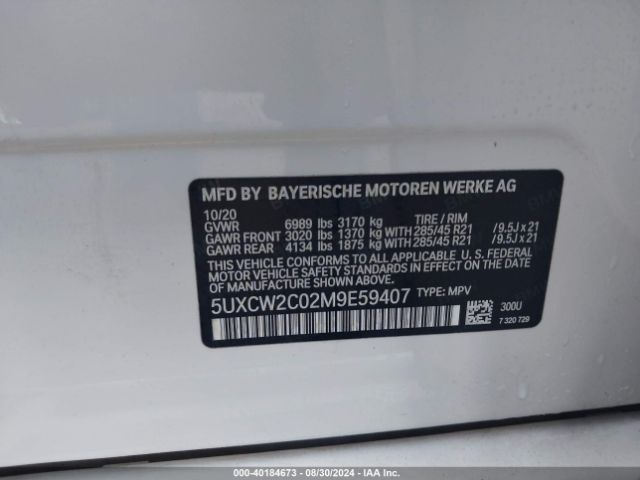 MFD BY BAYERISCHE MOTOREN WERKE AG
10/20
GVWR 6989 lbs 3170 kg TIRE / RIM
GAWR FRONT 3020 lbs 1370 kg WITH 285/45 R21 / 9.5J x 21
GAWR REAR 4134 lbs 1875 kg WITH 285/45 R21 / 9.5J x 21
THIS VEHICLE CONFORMS TO ALL APPLICABLE U. S. FEDERAL
MOTOR VEHICLE SAFETY STANDARDS IN EFFECT ON THE
DATE OF MANUFACTURE SHOWN ABOVE.
5UXCW2C02M9E59407 TYPE: MPV
300U
7 320 729
000-40184673 - 08/30/2024 - IAA Inc.